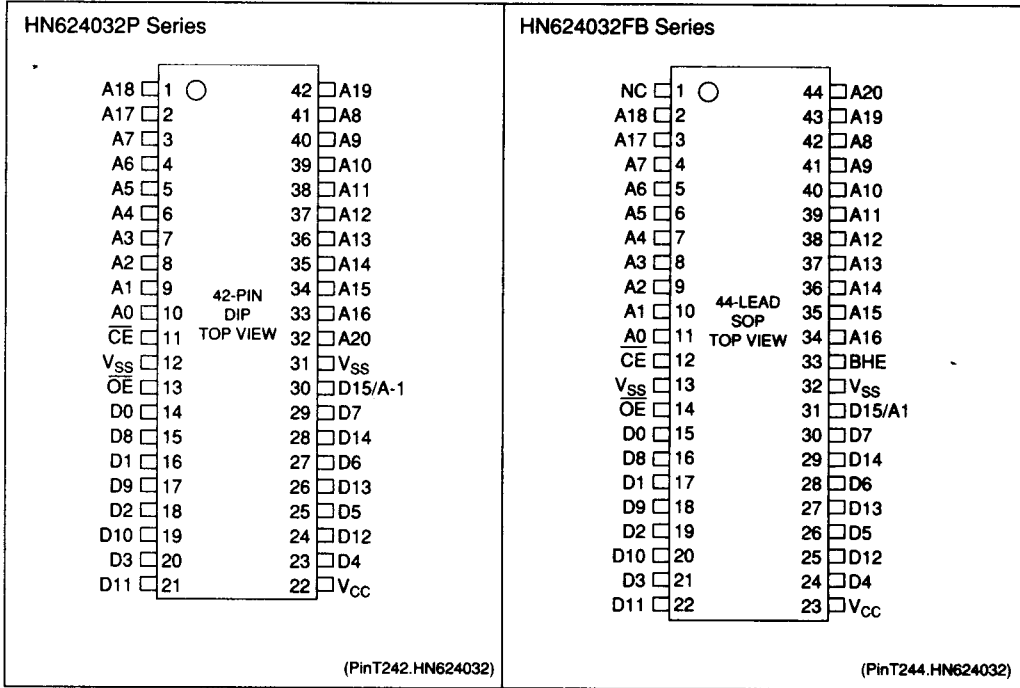 HN624032P Series
A18 1 42 A19
A17 2 41 A8
A7 3 40 A9
A6 4 39 A10
A5 5 38 A11
A4 6 37 A12
A3 7 36 A13
A2 8 35 A14
A1 9 34 A15
A0 10 33 A16
C̅E̅ 11 32 A20
VSS 12 31 VSS
O̅E̅ 13 30 D15/A-1
D0 14 29 D7
D8 15 28 D14
D1 16 27 D6
D9 17 26 D13
D2 18 25 D5
D10 19 24 D12
D3 20 23 D4
D11 21 22 VCC
42-PIN
DIP
TOP VIEW
(PinT242.HN624032)
HN624032FB Series
NC 1 44 A20
A18 2 43 A19
A17 3 42 A8
A7 4 41 A9
A6 5 40 A10
A5 6 39 A11
A4 7 38 A12
A3 8 37 A13
A2 9 36 A14
A1 10 35 A15
A0 11 34 A16
C̅E̅ 12 33 BHE
VSS 13 32 VSS
O̅E̅ 14 31 D15/A1
D0 15 30 D7
D8 16 29 D14
D1 17 28 D6
D9 18 27 D13
D2 19 26 D5
D10 20 25 D12
D3 21 24 D4
D11 22 23 VCC
44-LEAD
SOP
TOP VIEW
(PinT244.HN624032)